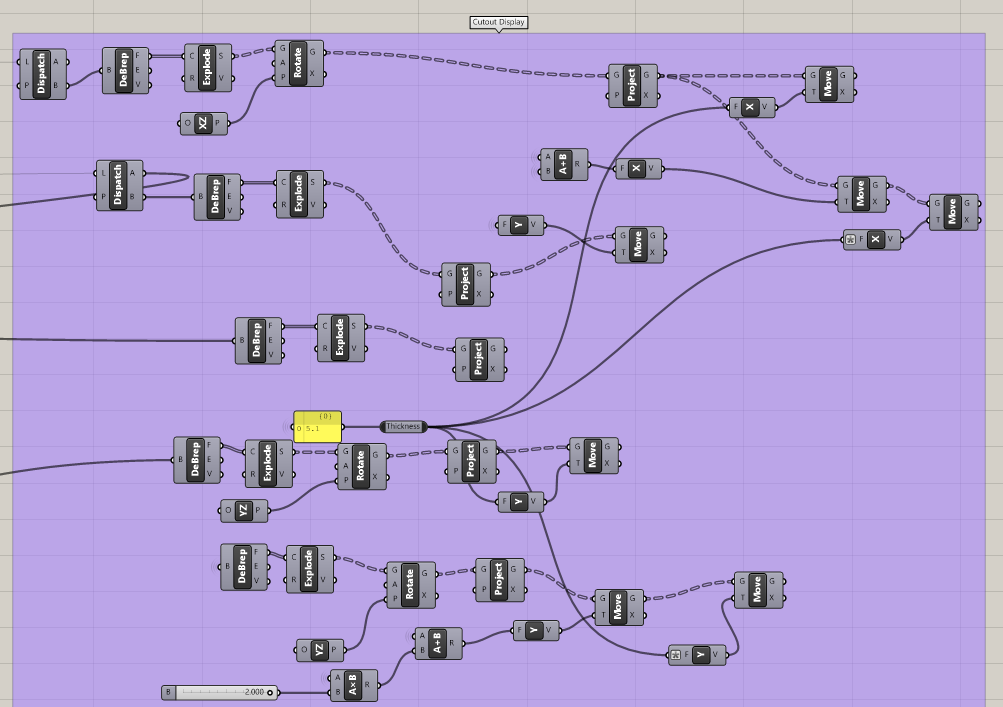 Cutout Display
L A Dispatch P B
B DeBrep F E V
C S Explode R V
G G Rotate A P X
O XZ P
G G Project P X
G G Move T X
F X V
L A Dispatch P B
B DeBrep F E V
C S Explode R V
A A+B R B
F X V
G G Move T X
G G Move T X
F Y V
G G Move T X
F X V
G G Project P X
B DeBrep F E V
C S Explode R V
G G Project P X
{0}
0 5.1
Thickness
B DeBrep F E V
C S Explode R V
G G Rotate A P X
G G Project P X
G G Move T X
O YZ P
F Y V
B DeBrep F E V
C S Explode R V
G G Rotate A P X
G G Project P X
G G Move T X
G G Move T X
O YZ P
A A+B R B
F Y V
F Y V
B 2.000
A A×B R B